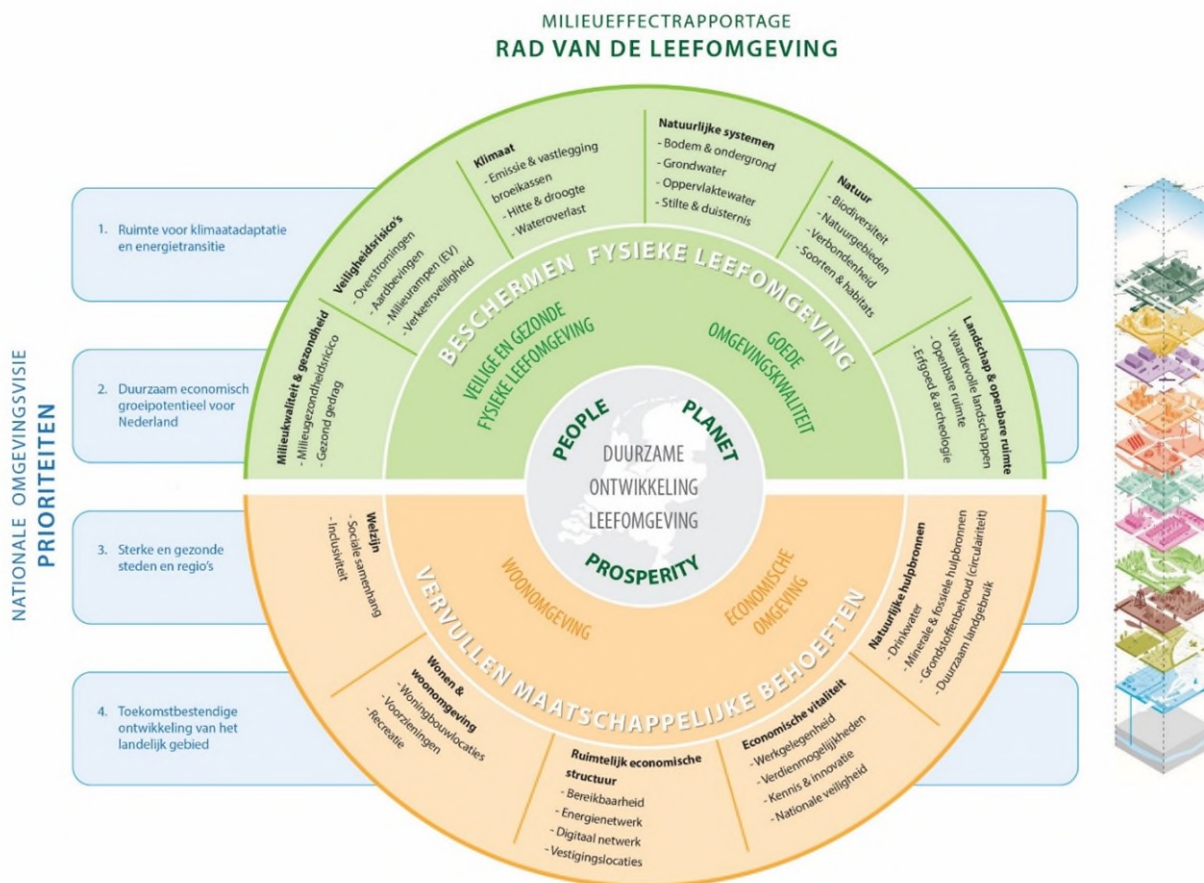 MILIEUEFFECTRAPPORTAGE
RAD VAN DE LEEFOMGEVING
NATIONALE OMGEVINGSVISIE
PRIORITEITEN
1. Ruimte voor klimaatadaptatie
en energietransitie
2. Duurzaam economisch
groeipotentieel voor
Nederland
3. Sterke en gezonde
steden en regio's
4. Toekomstbestendige
ontwikkeling van het
landelijk gebied
Milieukwaliteit & gezondheid
- Milieugezondheidsricico
- Gezond gedrag
Veiligheidsrisico's
- Overstromingen
- Aardbevingen
- Milieurampen (EV)
- Verkeersveiligheid
Klimaat
- Emissie & vastlegging
broeikassen
- Hitte & droogte
- Wateroverlast
Natuurlijke systemen
- Bodem & ondergrond
- Grondwater
- Oppervlaktewater
- Stilte & duisternis
Natuur
- Biodiversiteit
- Natuurgebieden
- Verbondenheid
- Soorten & habitats
Landschap & openbare ruimte
- Waardevolle landschappen
- Openbare ruimte
- Erfgoed & archeologie
BESCHERMEN FYSIEKE LEEFOMGEVING
VEILIGE EN GEZONDE
FYSIEKE LEEFOMGEVING
GOEDE
OMGEVINGSKWALITEIT
PEOPLE
PLANET
DUURZAME
ONTWIKKELING
LEEFOMGEVING
PROSPERITY
WOONOMGEVING
ECONOMISCHE
OMGEVING
VERVULLEN MAATSCHAPPELIJKE BEHOEFTEN
Welzijn
- Sociale samenhang
- Inclusiviteit
Wonen &
woonomgeving
- Woningbouwlocaties
- Voorzieningen
- Recreatie
Ruimtelijk economische
structuur
- Bereikbaarheid
- Energienetwerk
- Digitaal netwerk
- Vestigingslocaties
Economische vitaliteit
- Werkgelegenheid
- Verdienmogelijkheden
- Kennis & innovatie
- Nationale veiligheid
Natuurlijke hulpbronnen
- Drinkwater
- Minerale & fossiele hulpbronnen
- Grondstoffenbehoud (circulairiteit)
- Duurzaam landgebruik